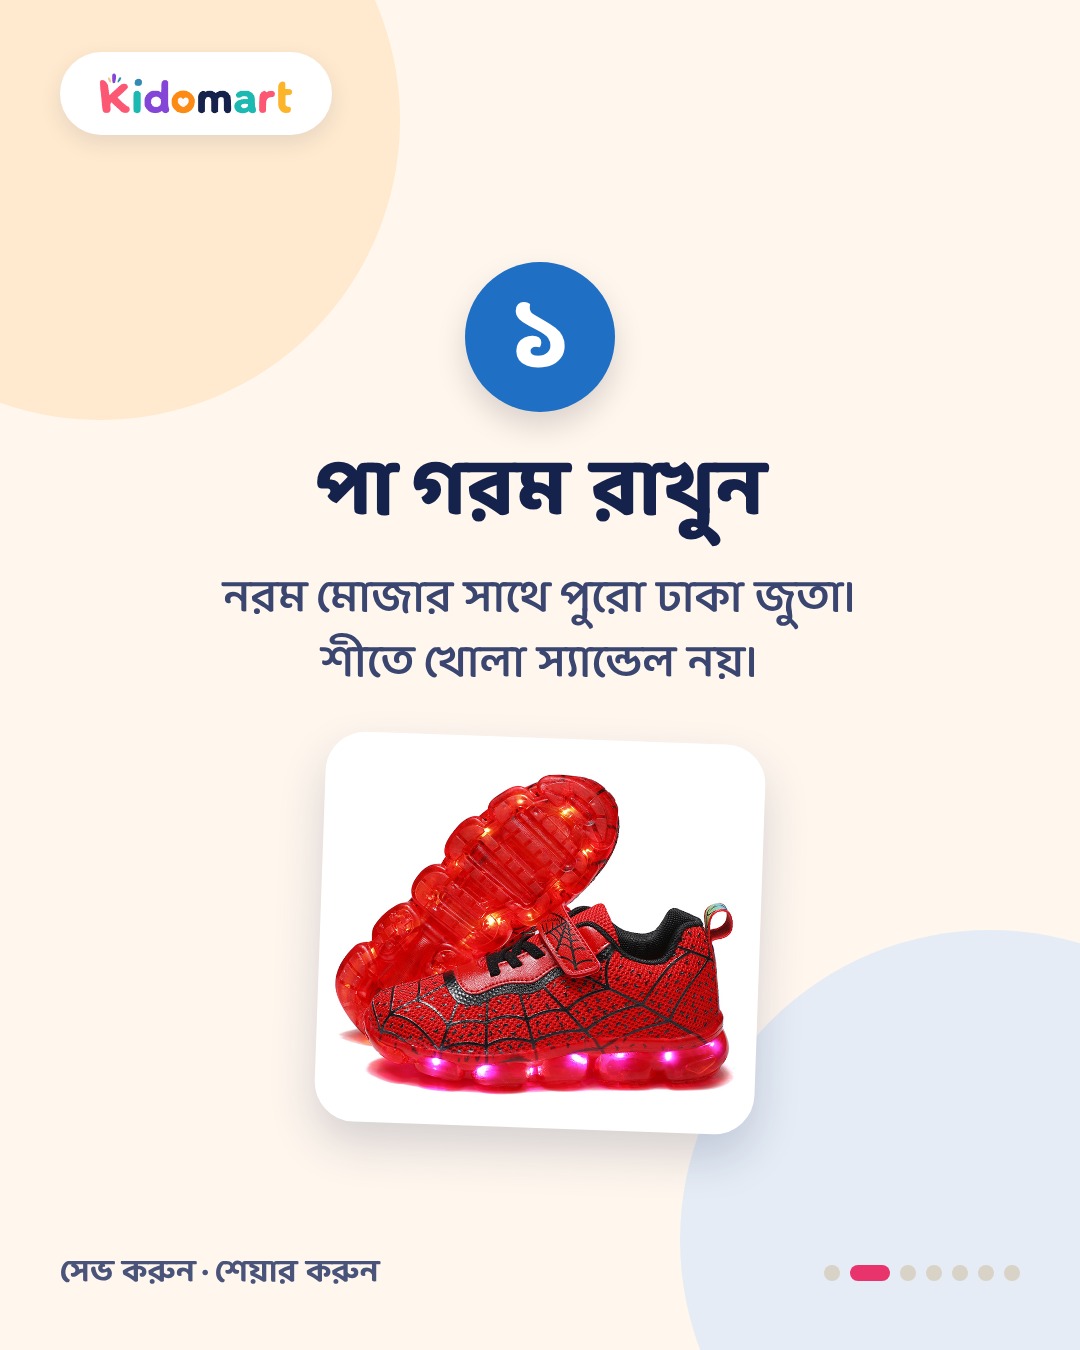 Kidomart
১
পা গরম রাখুন
নরম মোজার সাথে পুরো ঢাকা জুতা।
শীতে খোলা স্যান্ডেল নয়।
সেভ করুন · শেয়ার করুন